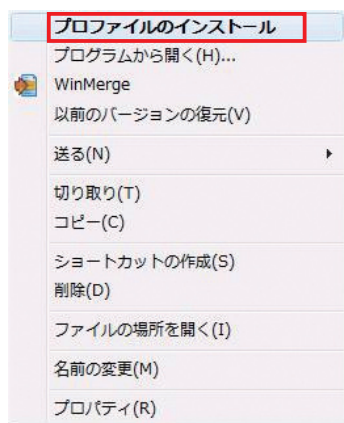 プロファイルのインストール
プログラムから開く(H)...
WinMerge
以前のバージョンの復元(V)
送る(N)
切り取り(T)
コピー(C)
ショートカットの作成(S)
削除(D)
ファイルの場所を開く(I)
名前の変更(M)
プロパティ(R)